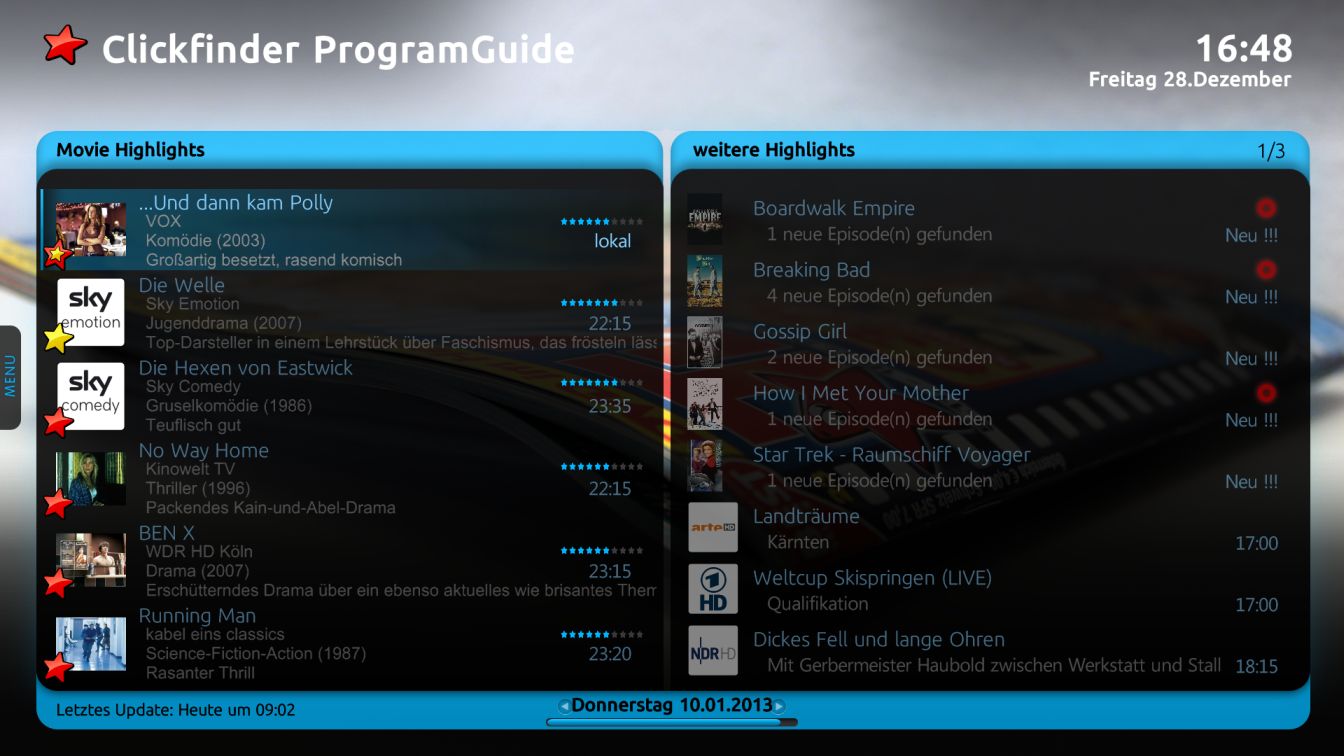 Clickfinder ProgramGuide
16:48
Freitag 28.Dezember
Movie Highlights
...Und dann kam Polly
VOX
Komödie (2003)
lokal
Großartig besetzt, rasend komisch
sky
emotion
Die Welle
Sky Emotion
Jugenddrama (2007)
22:15
Top-Darsteller in einem Lehrstück über Faschismus, das frösteln läss
sky
comedy
Die Hexen von Eastwick
Sky Comedy
Gruselkomödie (1986)
23:35
Teuflisch gut
No Way Home
Kinowelt TV
Thriller (1996)
22:15
Packendes Kain-und-Abel-Drama
BEN X
WDR HD Köln
Drama (2007)
23:15
Erschütterndes Drama über ein ebenso aktuelles wie brisantes Them
Running Man
kabel eins classics
Science-Fiction-Action (1987)
23:20
Rasanter Thrill
weitere Highlights
1/3
EMPIRE
Boardwalk Empire
1 neue Episode(n) gefunden
Neu !!!
Breaking Bad
4 neue Episode(n) gefunden
Neu !!!
Gossip Girl
2 neue Episode(n) gefunden
Neu !!!
How I Met Your Mother
1 neue Episode(n) gefunden
Neu !!!
Star Trek - Raumschiff Voyager
1 neue Episode(n) gefunden
Neu !!!
arte HD
Landträume
Kärnten
17:00
1
HD
Weltcup Skispringen (LIVE)
Qualifikation
17:00
NDR HD
Dickes Fell und lange Ohren
Mit Gerbermeister Haubold zwischen Werkstatt und Stall
18:15
MENU
Letztes Update: Heute um 09:02
Donnerstag 10.01.2013